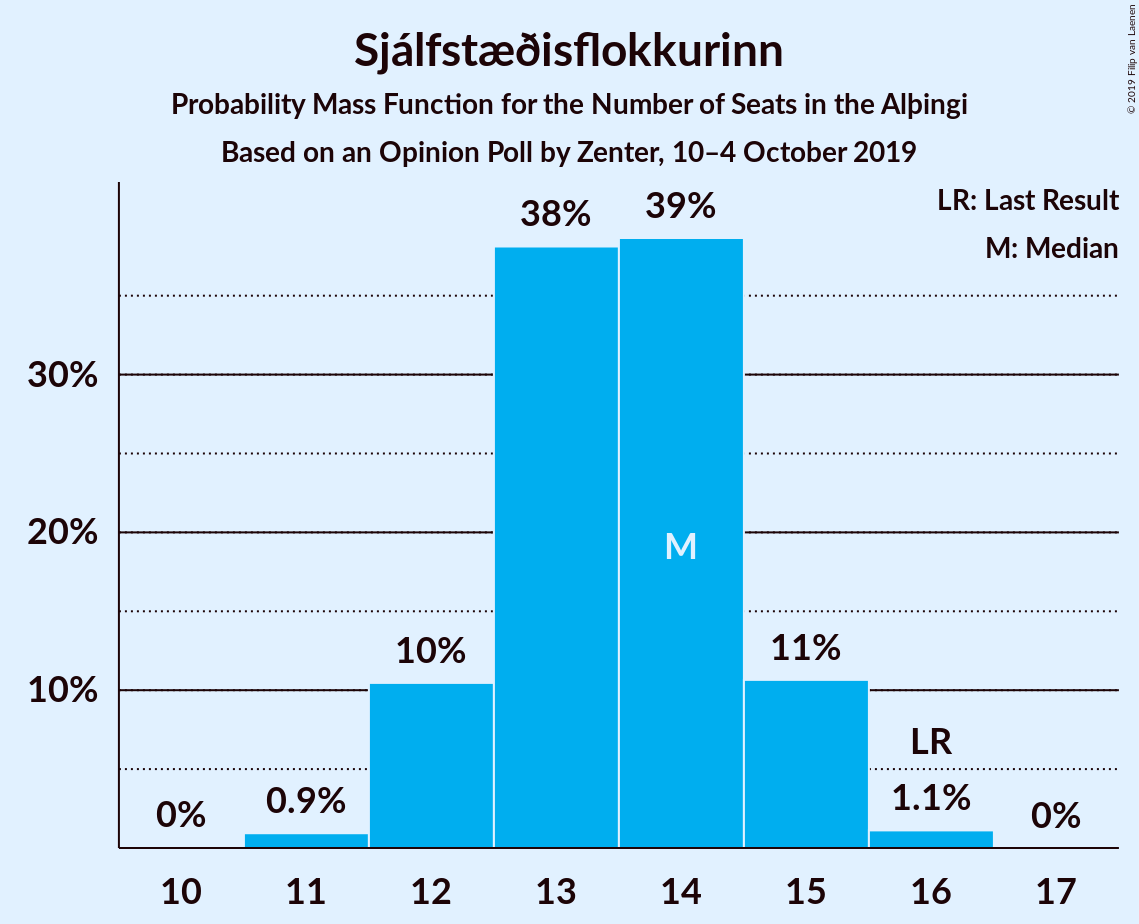 Sjálfstæðisflokkurinn
Probability Mass Function for the Number of Seats in the Alþingi
Based on an Opinion Poll by Zenter, 10–4 October 2019
© 2019 Filip van Laenen
LR: Last Result
M: Median
38%
39%
30%
20%
10%
M
10%
11%
LR
0%
0.9%
1.1%
0%
10 11 12 13 14 15 16 17